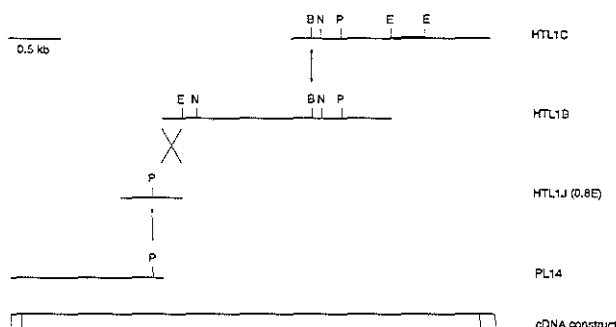 B N P E E
HTL1C
0.5 kb
E N B N P
HTL1B
P
HTL1J (0.8E)
P
PL14
cDNA construct